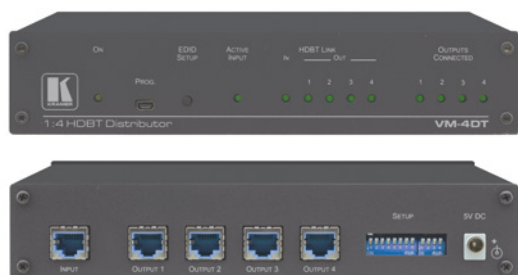 ON
PROG.
EDID SETUP
ACTIVE INPUT
HDBT LINK
IN
OUT
1 2 3 4
OUTPUTS CONNECTED
1 2 3 4
K
KRAMER
1:4 HDBT Distributor
VM-4DT
INPUT
OUTPUT 1
OUTPUT 2
OUTPUT 3
OUTPUT 4
SETUP
5V DC
+